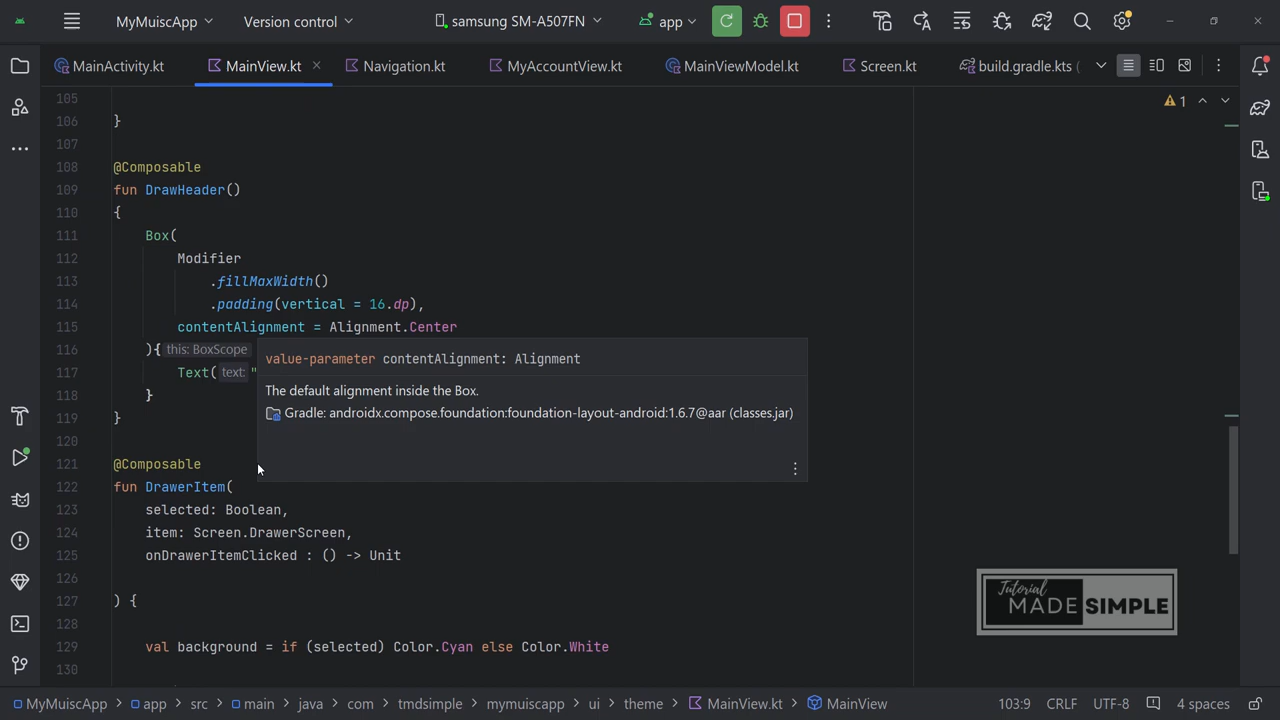 MyMuiscApp
Version control
samsung SM-A507FN
app
MainActivity.kt
MainView.kt
Navigation.kt
MyAccountView.kt
MainViewModel.kt
Screen.kt
build.gradle.kts (
1
105
106 }
107
108 @Composable
109 fun DrawHeader()
110 {
111 Box(
112 Modifier
113 .fillMaxWidth()
114 .padding(vertical = 16.dp),
115 contentAlignment = Alignment.Center
116 ){ this: BoxScope
value-parameter contentAlignment: Alignment
117 Text( text: "
The default alignment inside the Box.
118 }
Gradle: androidx.compose.foundation:foundation-layout-android:1.6.7@aar (classes.jar)
119 }
120
121 @Composable
122 fun DrawerItem(
123 selected: Boolean,
124 item: Screen.DrawerScreen,
125 onDrawerItemClicked : () -> Unit
126
127 ) {
128
129 val background = if (selected) Color.Cyan else Color.White
130
Tutorial
MADE SIMPLE
MyMuiscApp > app > src > main > java > com > tmdsimple > mymuiscapp > ui > theme > MainView.kt > MainView
103:9 CRLF UTF-8 4 spaces